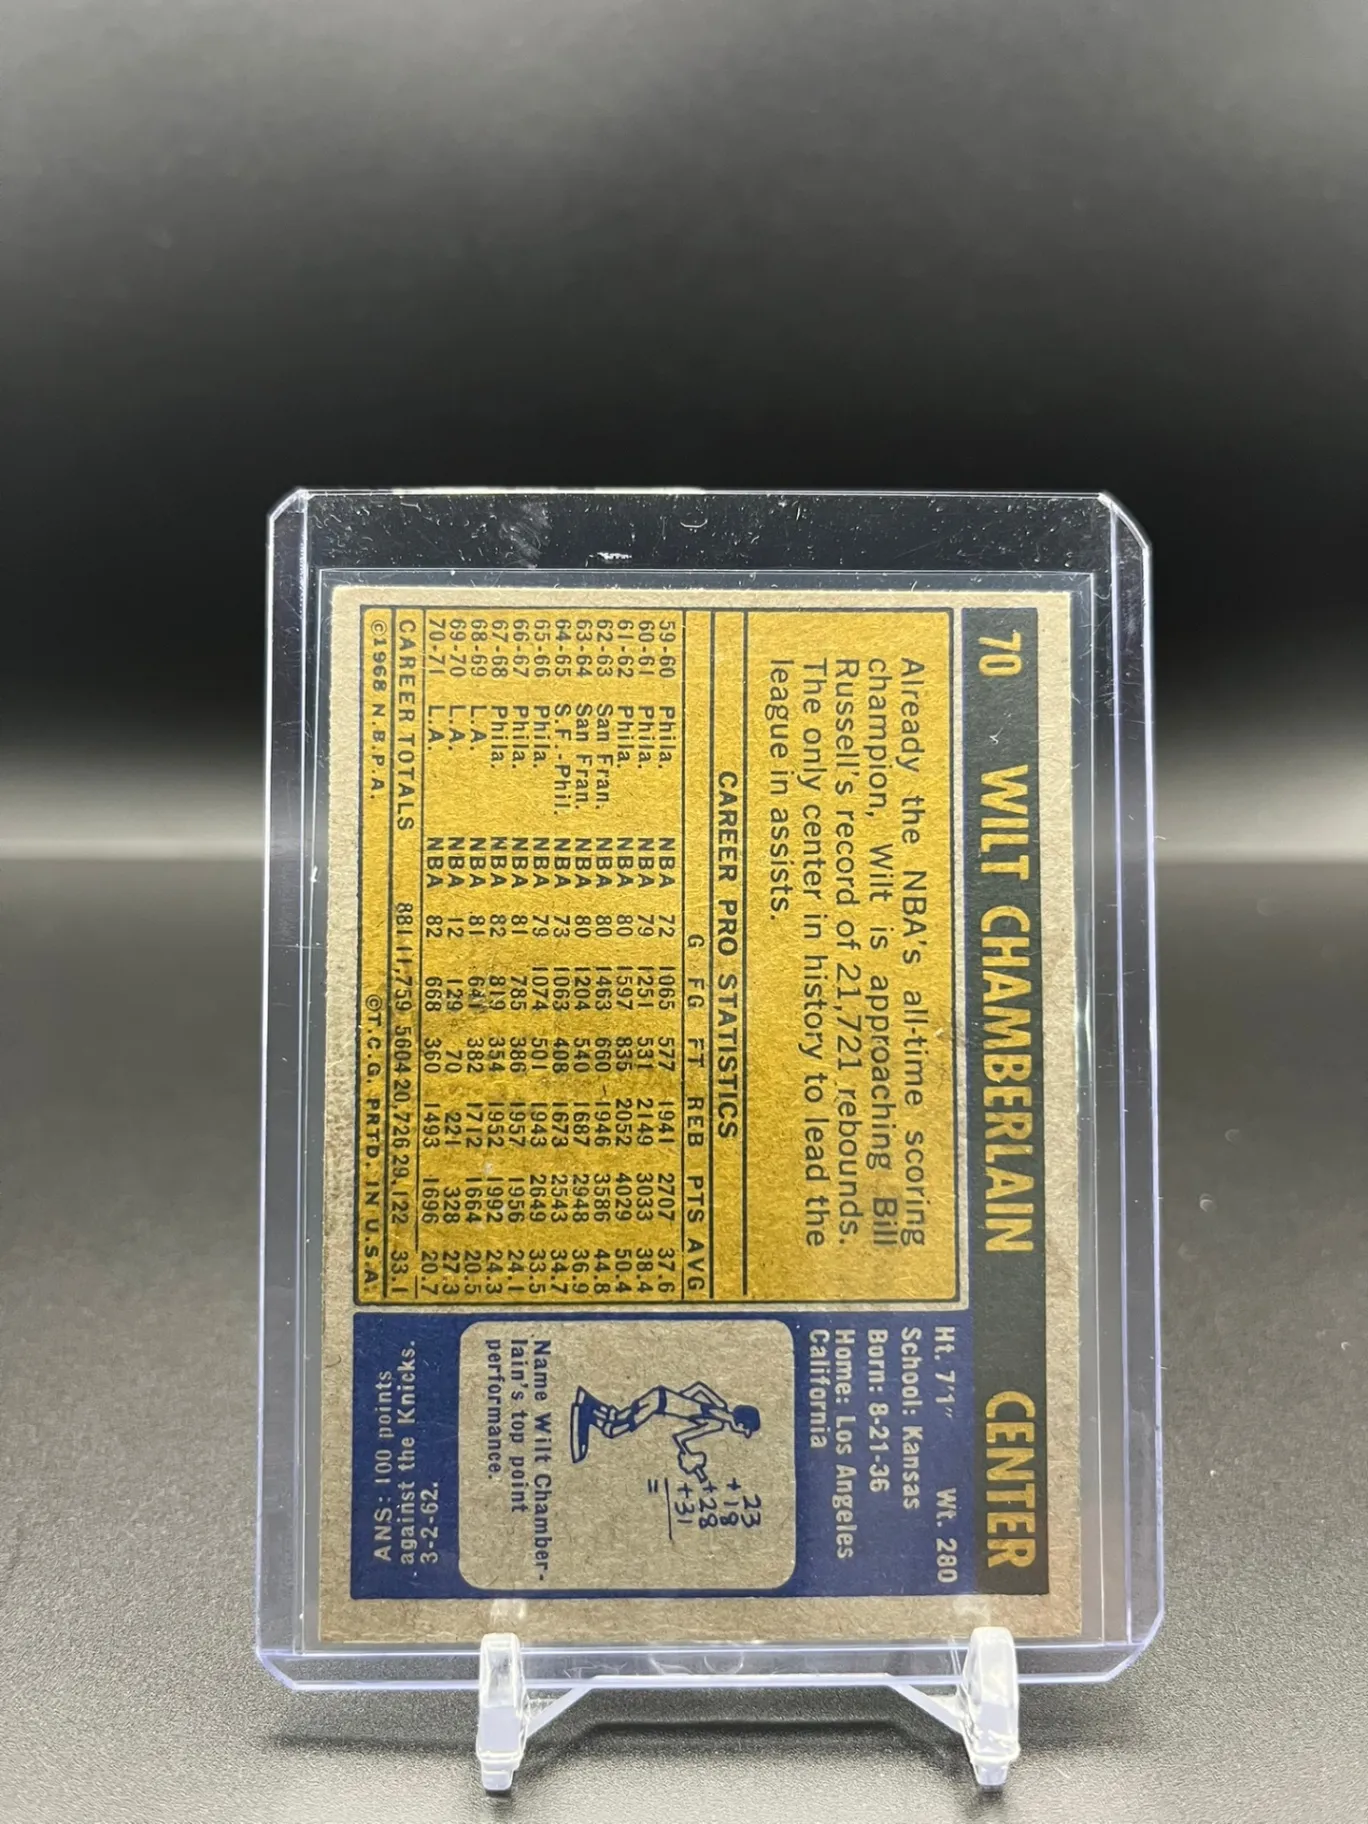 70 WILT CHAMBERLAIN CENTER
Already the NBA's all-time scoring
champion, Wilt is approaching Bill
Russell's record of 21,721 rebounds.
The only center in history to lead the
league in assists.
CAREER PRO STATISTICS
G FG FT REB PTS AVG
59-60 Phila. NBA 72 1065 577 1941 2707 37.6
60-61 Phila. NBA 79 1251 531 2149 3033 38.4
61-62 Phila. NBA 80 1597 835 2052 4029 50.4
62-63 San Fran. NBA 80 1463 660 1946 3586 44.8
63-64 San Fran. NBA 80 1204 540 1687 2948 36.9
64-65 S.F.-Phil. NBA 73 1063 408 1673 2543 34.7
65-66 Phila. NBA 79 1074 501 1943 2649 33.5
66-67 Phila. NBA 81 785 386 1957 1956 24.1
67-68 Phila. NBA 82 819 354 1952 1992 24.3
68-69 L.A. NBA 81 641 382 1712 1664 20.5
69-70 L.A. NBA 12 129 70 221 328 27.3
70-71 L.A. NBA 82 668 360 1493 1696 20.7
CAREER TOTALS 881 11,759 5604 20,726 29,122 33.1
©1968 N.B.P.A. ©T.C.G. PRTD. IN U.S.A.
Ht. 7'1" Wt. 280
School: Kansas
Born: 8-21-36
Home: Los Angeles
California
23
+18
+28
+31
=
Name Wilt Chamber-
lain's top point
performance.
ANS: 100 points
against the Knicks.
3-2-62.